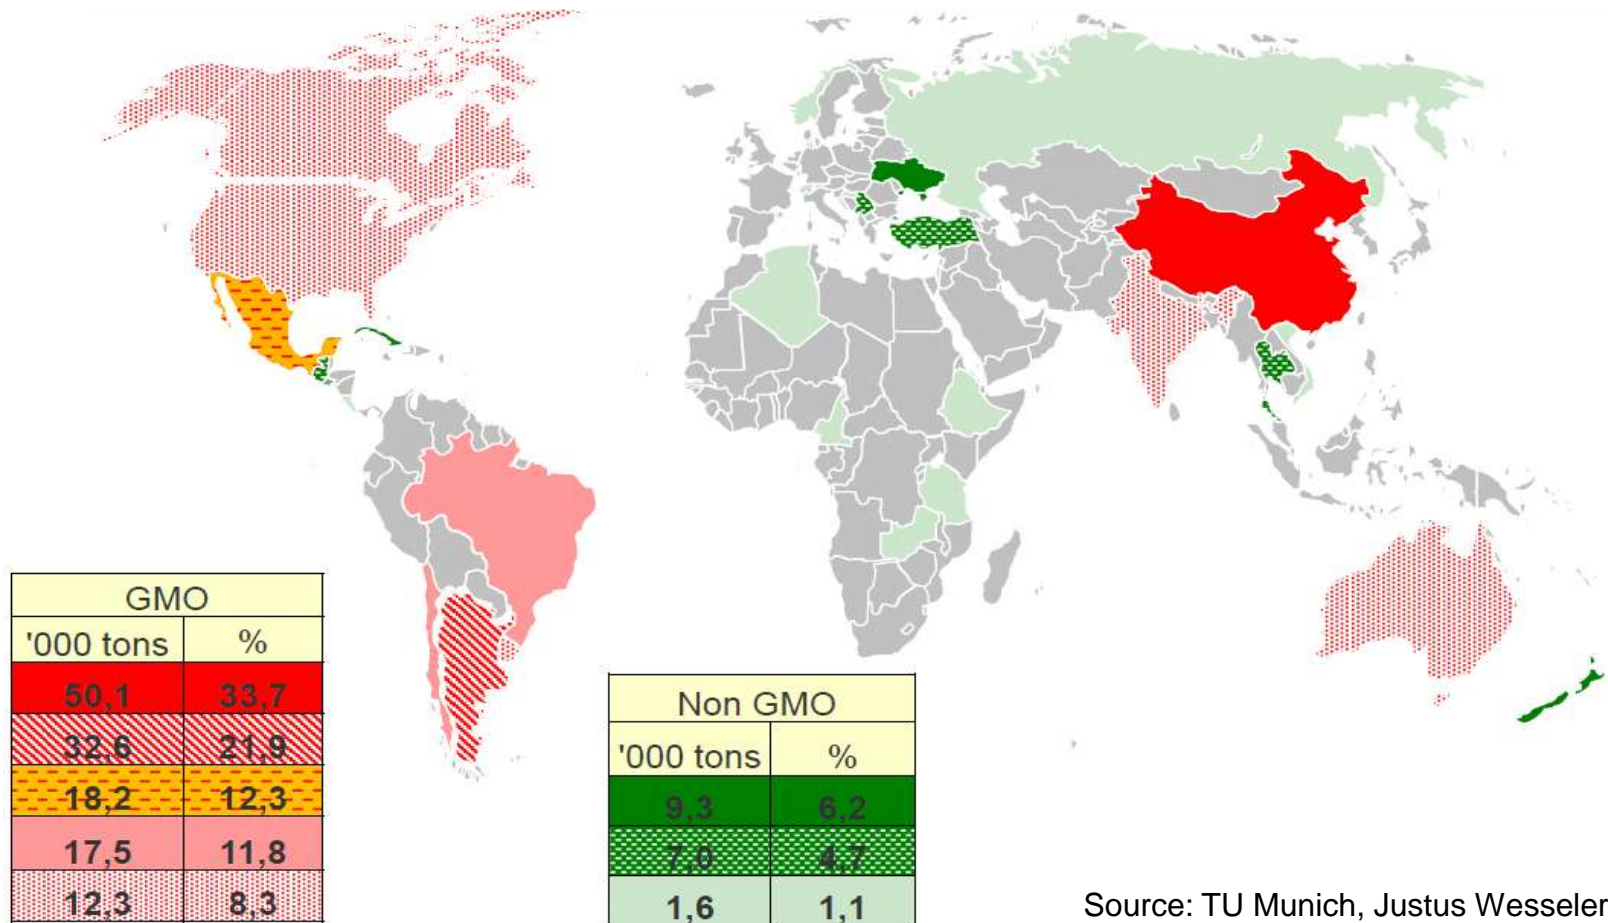 GMO
'000 tons %
50,1 33,7
32,6 21,9
18,2 12,3
17,5 11,8
12,3 8,3
Non GMO
'000 tons %
9,3 6,2
7,0 4,7
1,6 1,1
Source: TU Munich, Justus Wesseler